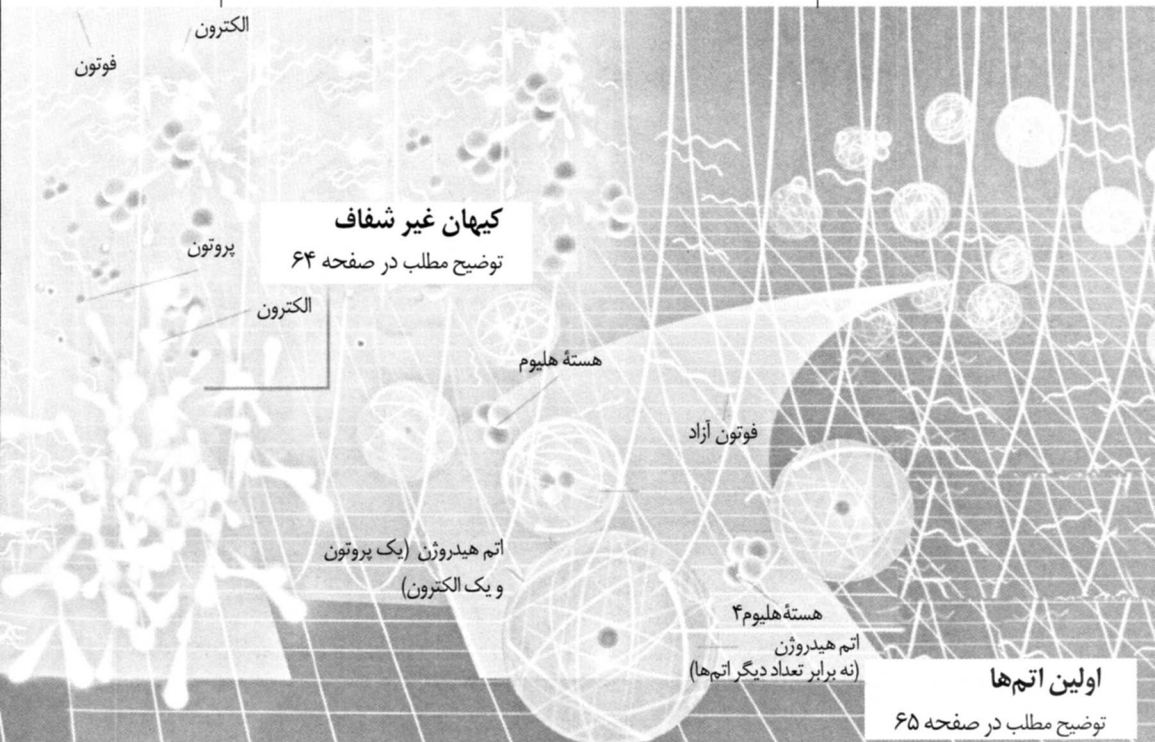 الکترون
فوتون
کیهان غیر شفاف
توضیح مطلب در صفحه ۶۴
پروتون
الکترون
هستهٔ هلیوم
فوتون آزاد
اتم هیدروژن (یک پروتون
و یک الکترون)
هستهٔ هلیوم۴
اتم هیدروژن
(نه برابر تعداد دیگر اتم‌ها)
اولین اتم‌ها
توضیح مطلب در صفحه ۶۵